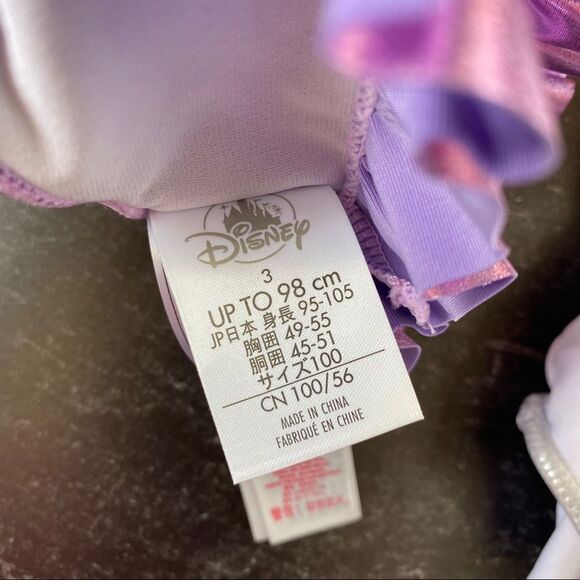 Disney
3
UP TO 98 cm
JP日本 身長 95-105
胸囲 49-55
胴囲 45-51
サイズ100
CN 100/56
MADE IN CHINA
FABRIQUÉ EN CHINE